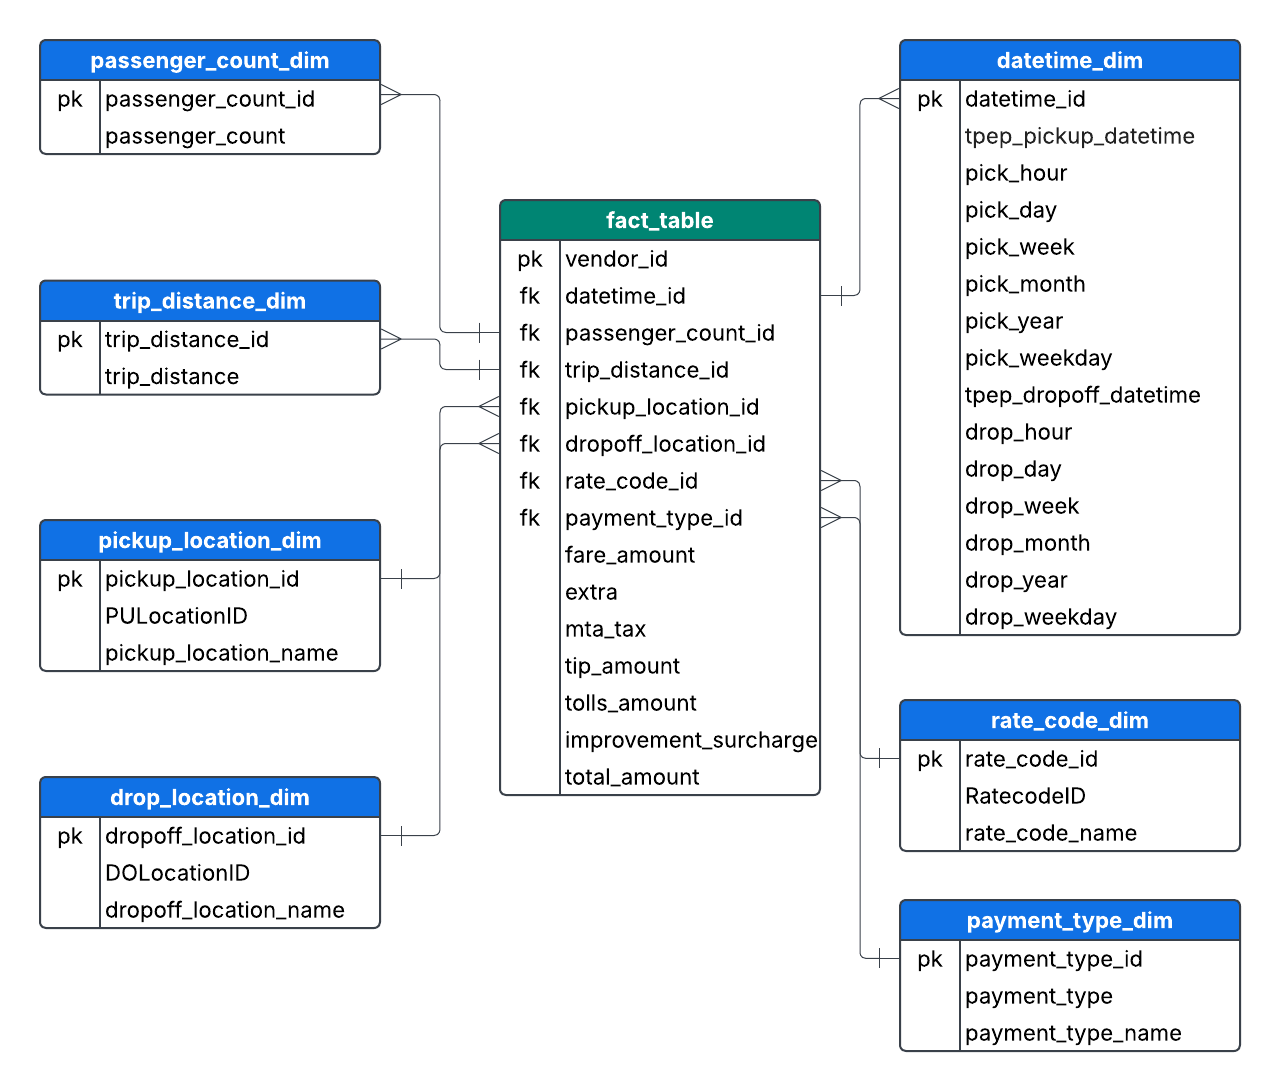 passenger_count_dim
pk passenger_count_id
passenger_count
trip_distance_dim
pk trip_distance_id
trip_distance
pickup_location_dim
pk pickup_location_id
PULocationID
pickup_location_name
drop_location_dim
pk dropoff_location_id
DOLocationID
dropoff_location_name
fact_table
pk vendor_id
fk datetime_id
fk passenger_count_id
fk trip_distance_id
fk pickup_location_id
fk dropoff_location_id
fk rate_code_id
fk payment_type_id
fare_amount
extra
mta_tax
tip_amount
tolls_amount
improvement_surcharge
total_amount
datetime_dim
pk datetime_id
tpep_pickup_datetime
pick_hour
pick_day
pick_week
pick_month
pick_year
pick_weekday
tpep_dropoff_datetime
drop_hour
drop_day
drop_week
drop_month
drop_year
drop_weekday
rate_code_dim
pk rate_code_id
RatecodeID
rate_code_name
payment_type_dim
pk payment_type_id
payment_type
payment_type_name